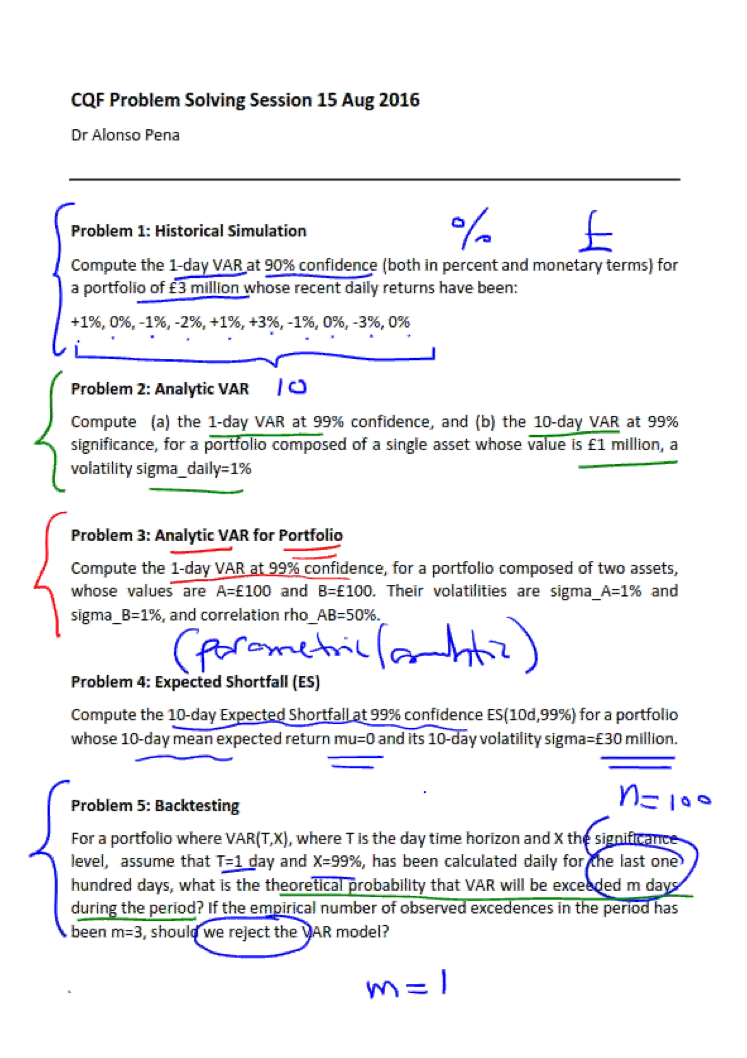 CQF Problem Solving Session 15 Aug 2016
Dr Alonso Pena
Problem 1: Historical Simulation
% £
Compute the 1-day VAR at 90% confidence (both in percent and monetary terms) for
a portfolio of £3 million whose recent daily returns have been:
+1%, 0%, -1%, -2%, +1%, +3%, -1%, 0%, -3%, 0%
Problem 2: Analytic VAR 10
Compute (a) the 1-day VAR at 99% confidence, and (b) the 10-day VAR at 99%
significance, for a portfolio composed of a single asset whose value is £1 million, a
volatility sigma_daily=1%
Problem 3: Analytic VAR for Portfolio
Compute the 1-day VAR at 99% confidence, for a portfolio composed of two assets,
whose values are A=£100 and B=£100. Their volatilities are sigma_A=1% and
sigma_B=1%, and correlation rho_AB=50%.
(parametric/
Problem 4: Expected Shortfall (ES)
Compute the 10-day Expected Shortfall at 99% confidence ES(10d,99%) for a portfolio
whose 10-day mean expected return mu=0 and its 10-day volatility sigma=£30 million.
n=100
Problem 5: Backtesting
For a portfolio where VAR(T,X), where T is the day time horizon and X the significance
level, assume that T=1 day and X=99%, has been calculated daily for the last one
hundred days, what is the theoretical probability that VAR will be exceeded m days
during the period? If the empirical number of observed excedences in the period has
been m=3, should we reject the VAR model?
m=1